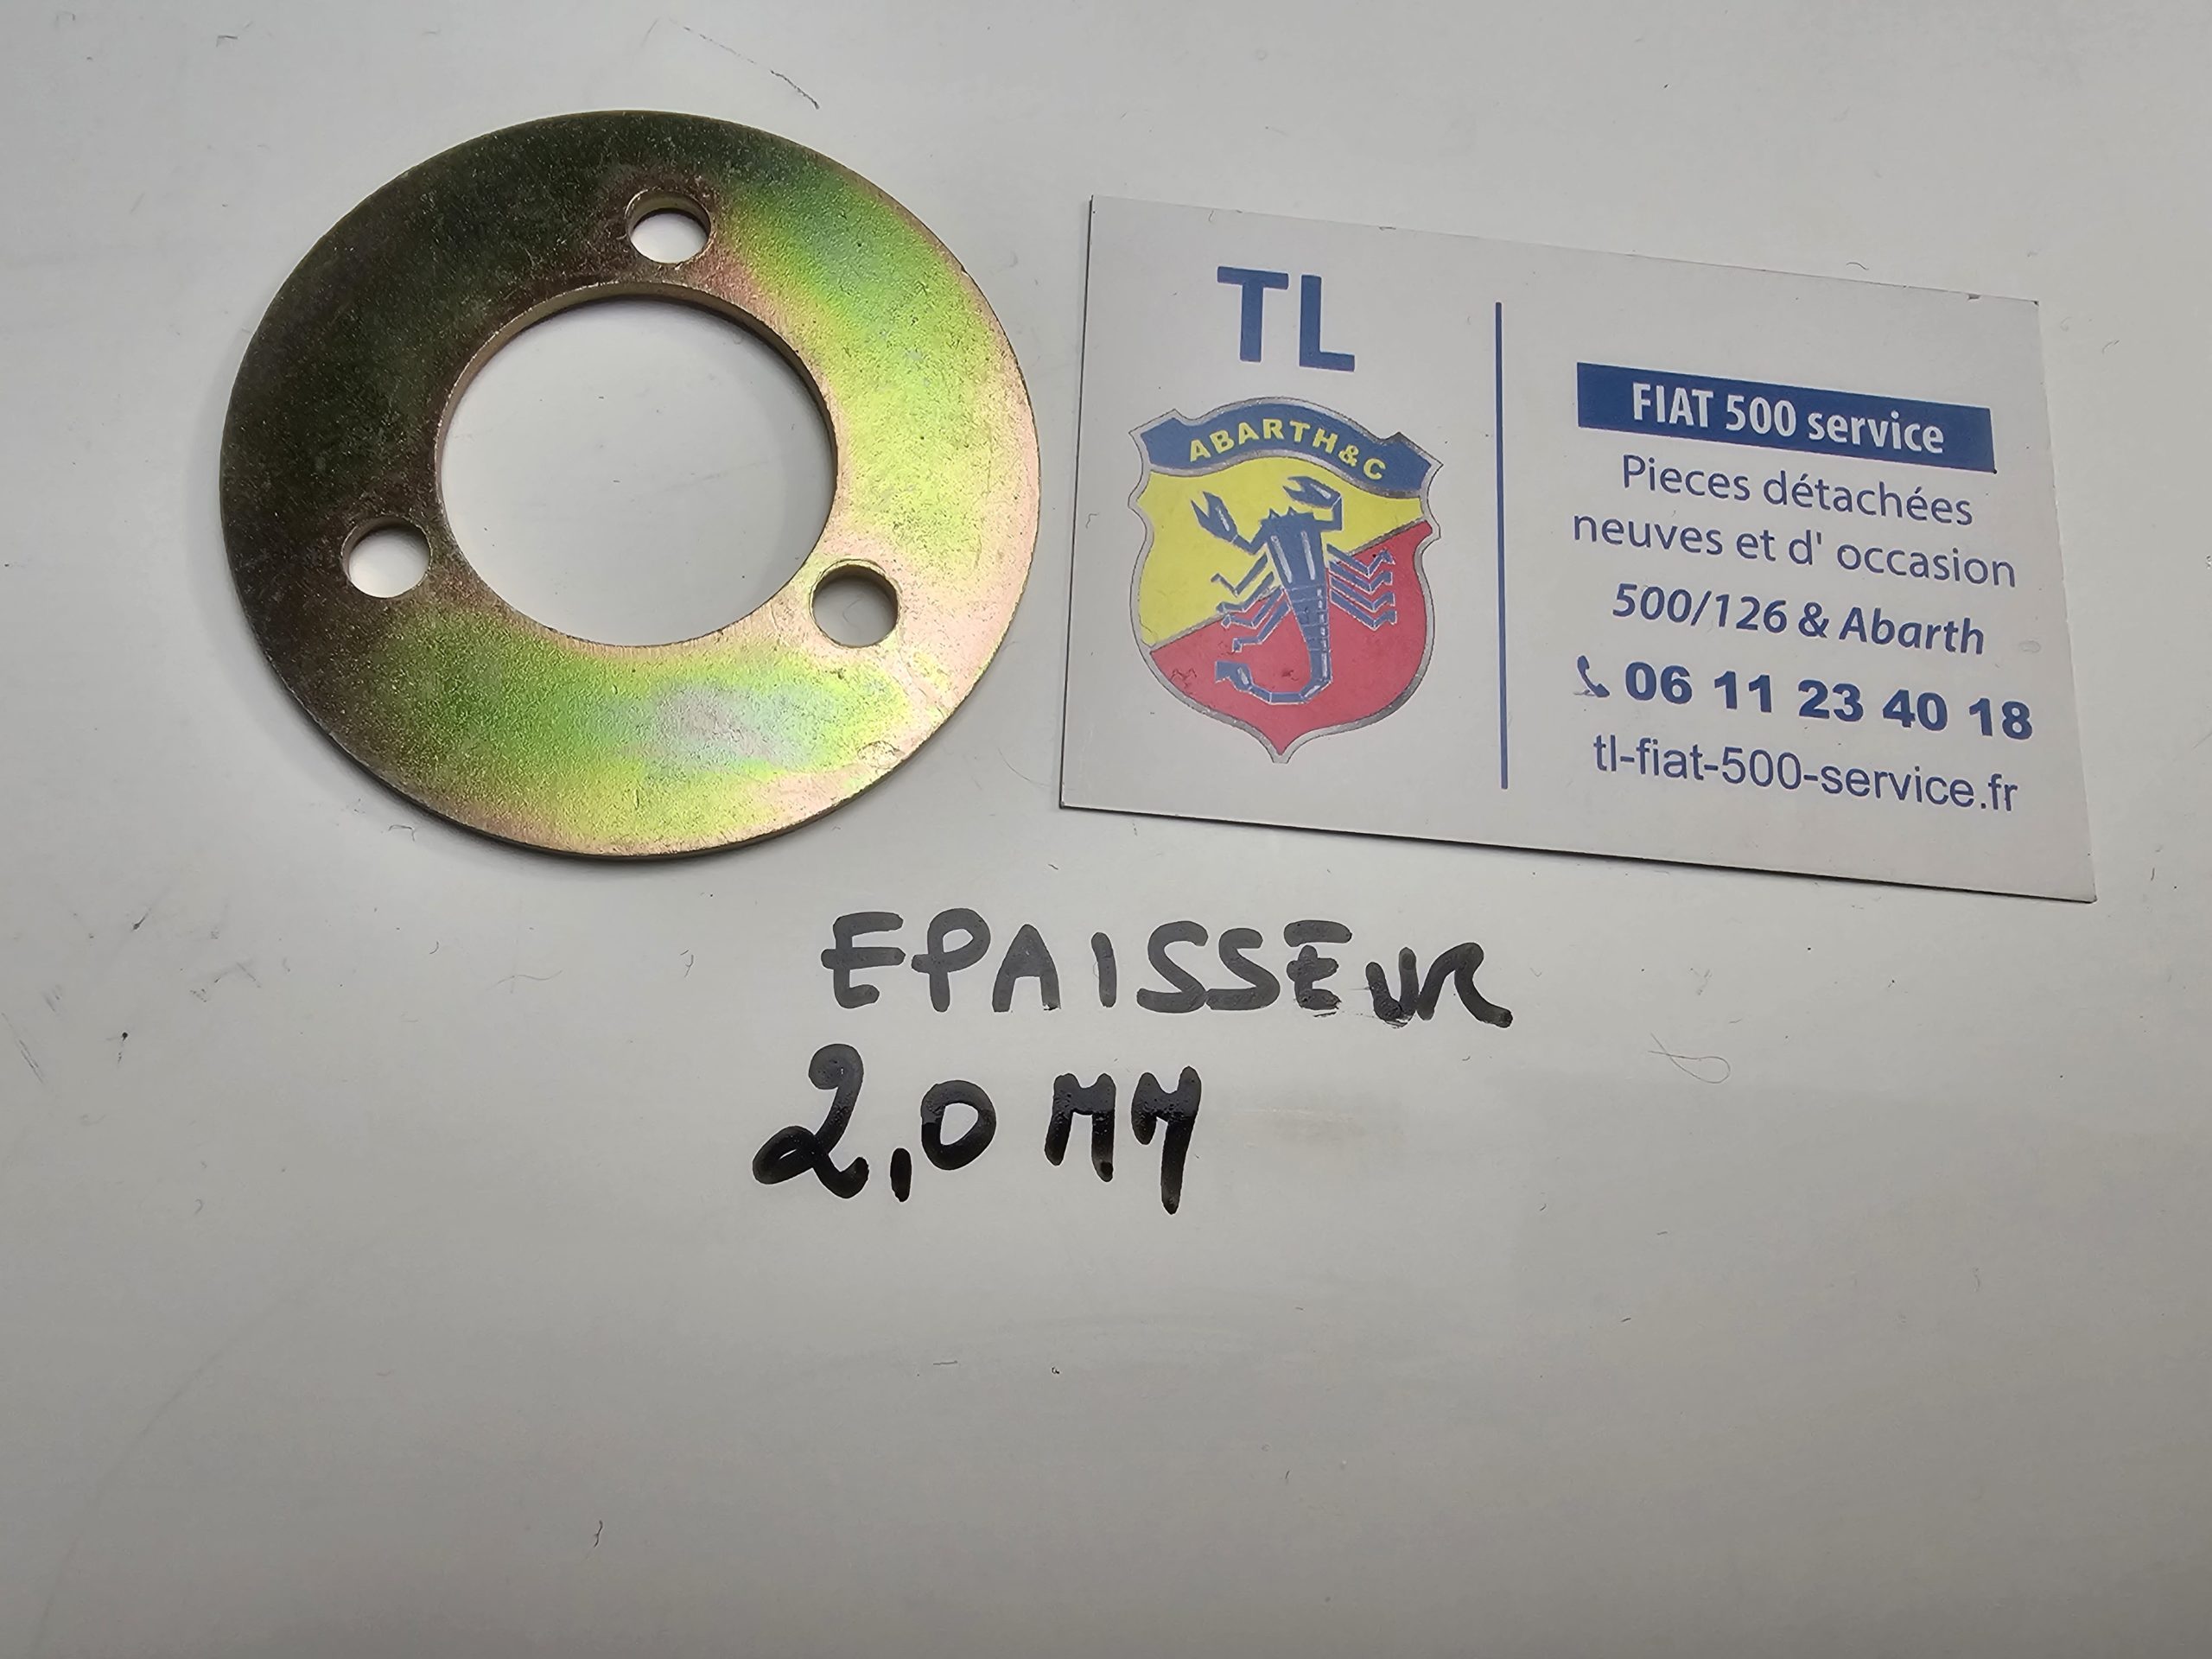 TL
ABARTH&C
FIAT 500 service
Pieces détachées
neuves et d' occasion
500/126 & Abarth
06 11 23 40 18
tl-fiat-500-service.fr
EPAISSEUR
2,0 MM